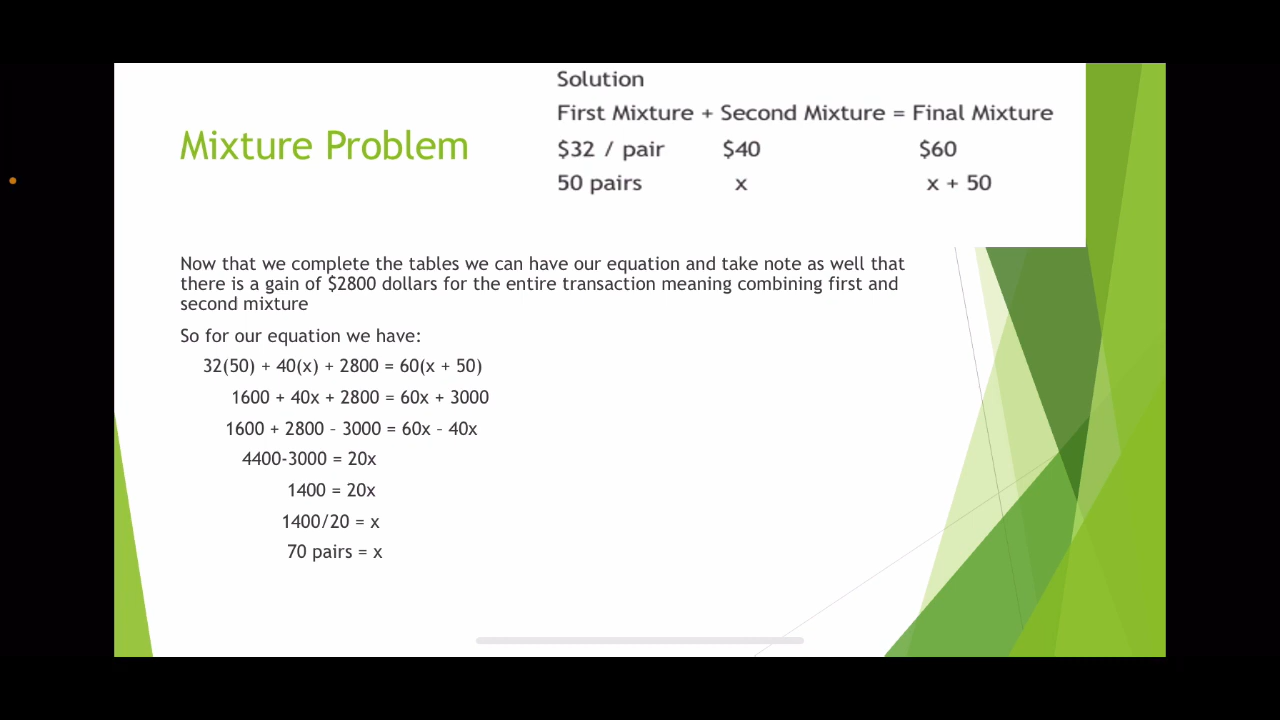 Mixture Problem
Solution
First Mixture + Second Mixture = Final Mixture
$32 / pair $40 $60
50 pairs x x + 50
Now that we complete the tables we can have our equation and take note as well that
there is a gain of $2800 dollars for the entire transaction meaning combining first and
second mixture
So for our equation we have:
32(50) + 40(x) + 2800 = 60(x + 50)
1600 + 40x + 2800 = 60x + 3000
1600 + 2800 – 3000 = 60x – 40x
4400-3000 = 20x
1400 = 20x
1400/20 = x
70 pairs = x